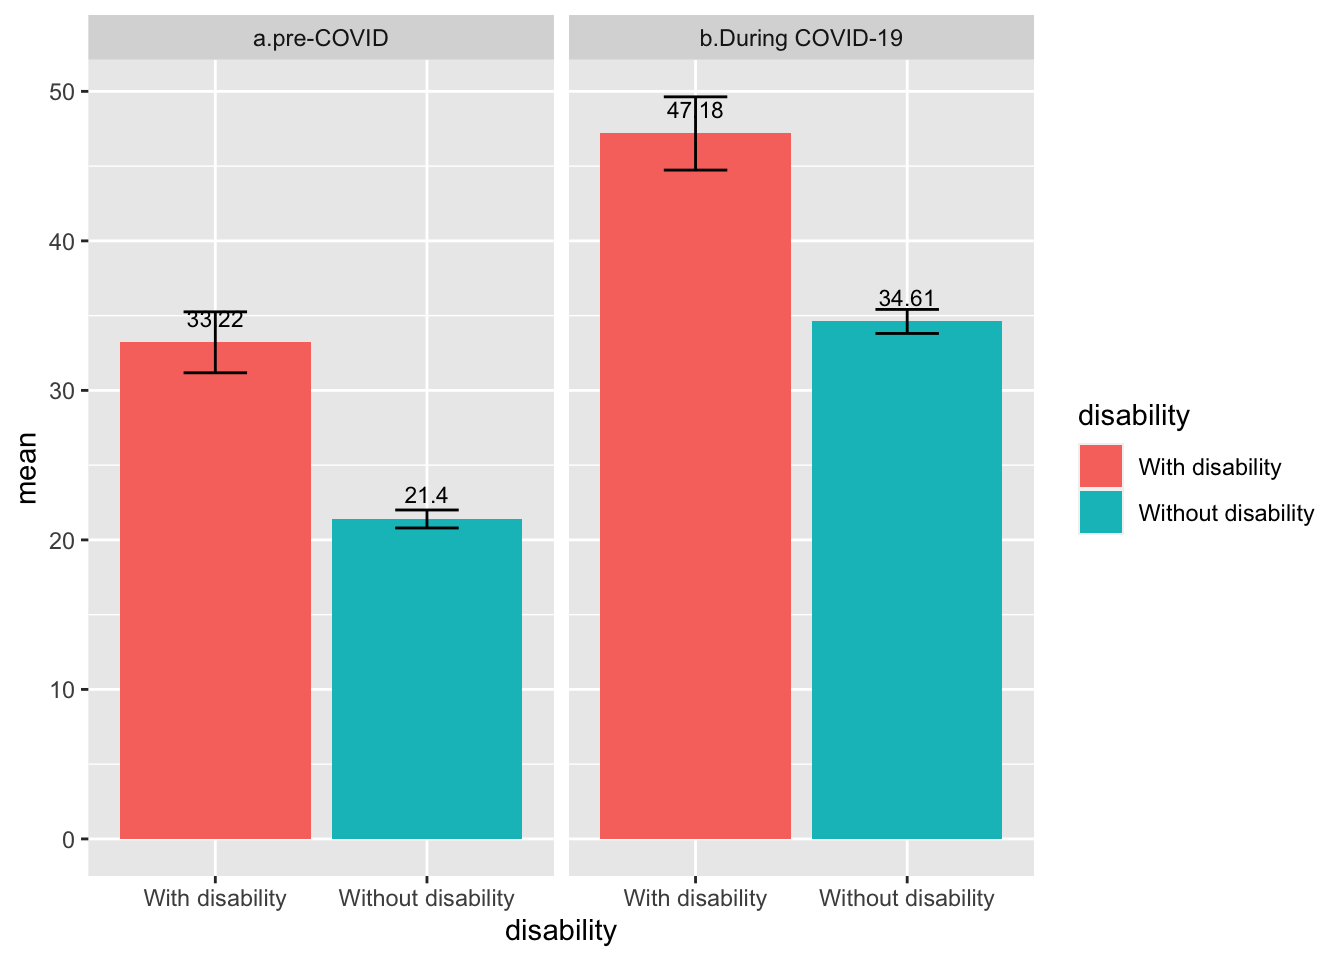 a.pre-COVID
b.During COVID-19
50
40
30
20
10
0
mean
33.22
21.4
47.18
34.61
With disability
Without disability
With disability
Without disability
disability
disability
With disability
Without disability